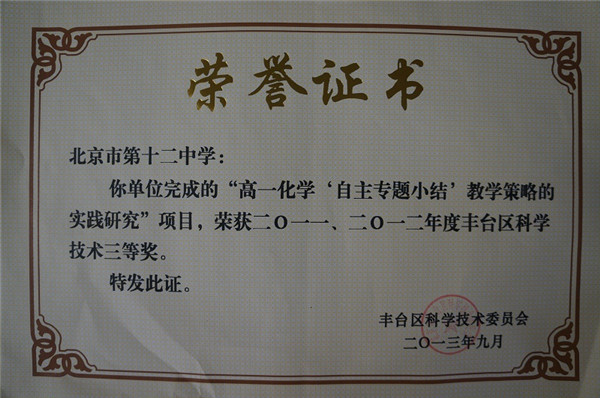 荣誉证书
北京市第十二中学：
你单位完成的“高一化学‘自主专题小结’教学策略的
实践研究”项目，荣获二〇一一、二〇一二年度丰台区科学
技术三等奖。
特发此证。
丰台区科学技术委员会
二〇一三年九月